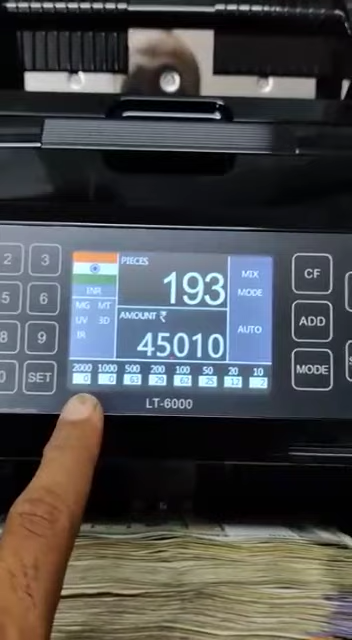 2 3
5 6
8 9
0 SET
INR
MG MT
UV 3D
IR
PIECES
193
AMOUNT ₹
45010
MIX
MODE
AUTO
2000 1000 500 200 100 50 20 10
0 0 63 29 62 25 12 2
CF
ADD
MODE
LT-6000